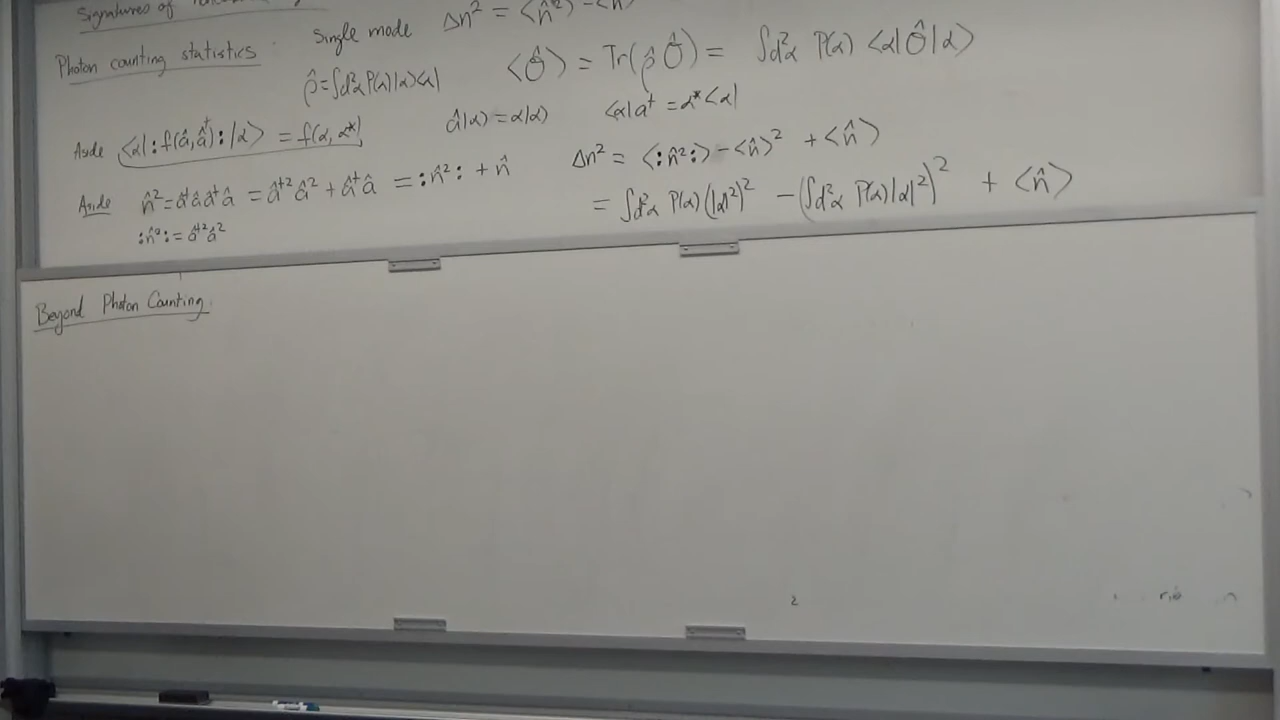 Signatures of
Δn² = ⟨n̂²⟩ - ⟨n̂⟩
Photon counting statistics : Single mode
⟨Ô⟩ = Tr(ρ̂ Ô) = ∫d²α P(α) ⟨α|Ô|α⟩
ρ̂ = ∫d²α P(α)|α⟩⟨α|
Aside ⟨α|:f(â,â†):|α⟩ = f(α, α*)
â|α⟩ = α|α⟩ ⟨α|a† = α*⟨α|
Aside n̂² = â†ââ†â = â†²â² + â†â = :n̂²: + n̂
:n̂²: = â†²â²
Δn² = ⟨:n̂²:⟩ - ⟨n̂⟩² + ⟨n̂⟩
= ∫d²α P(α)(|α|²)² - (∫d²α P(α)|α|²)² + ⟨n̂⟩
Beyond Photon Counting
2